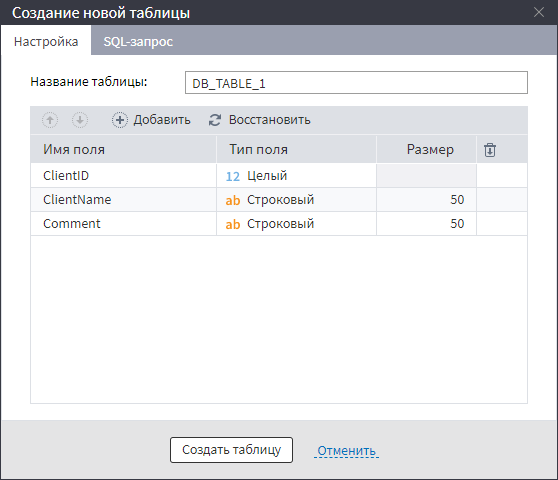 Создание новой таблицы
Настройка SQL-запрос
Название таблицы: DB_TABLE_1
Добавить Восстановить
Имя поля Тип поля Размер
ClientID 12 Целый
ClientName ab Строковый 50
Comment ab Строковый 50
Создать таблицу Отменить